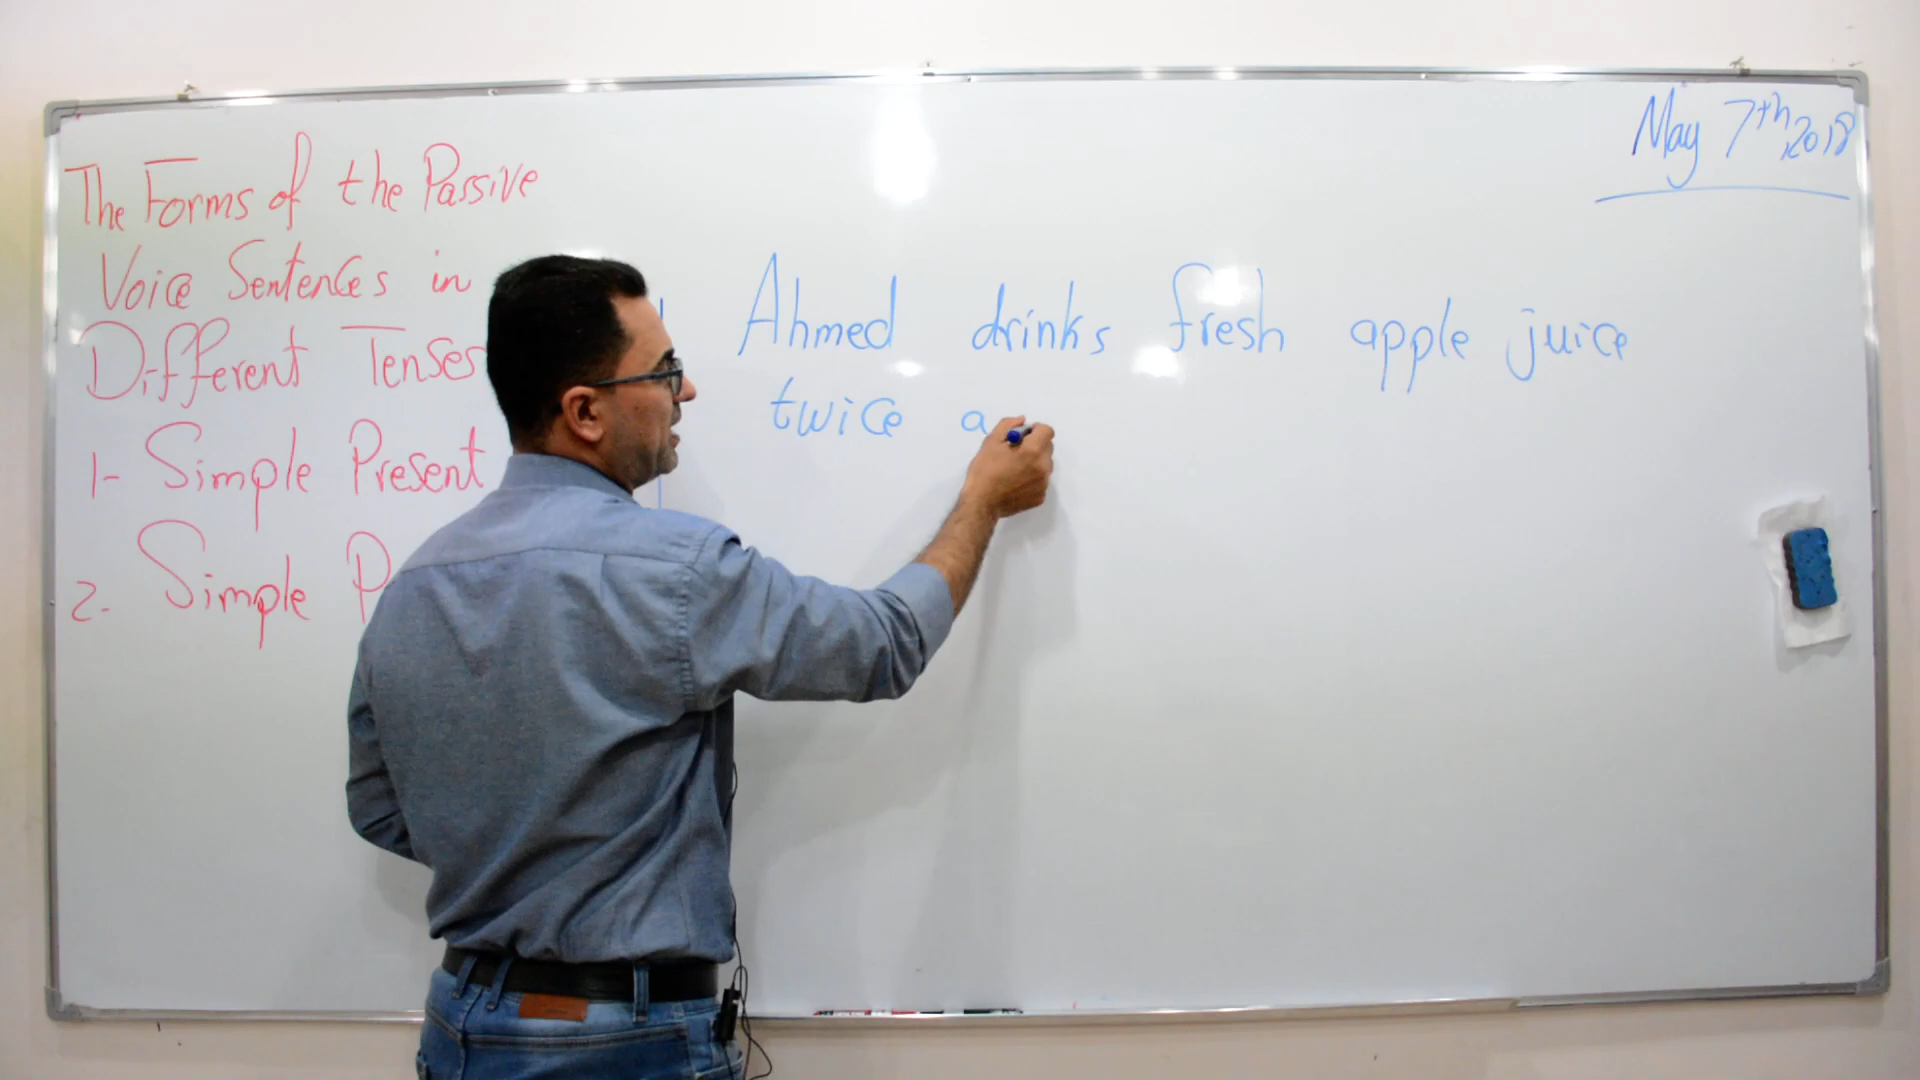 May 7th, 2018
The Forms of the Passive
Voice Sentences in
Different Tenses
1- Simple Present
2- Simple P
Ahmed drinks fresh apple juice
twice a